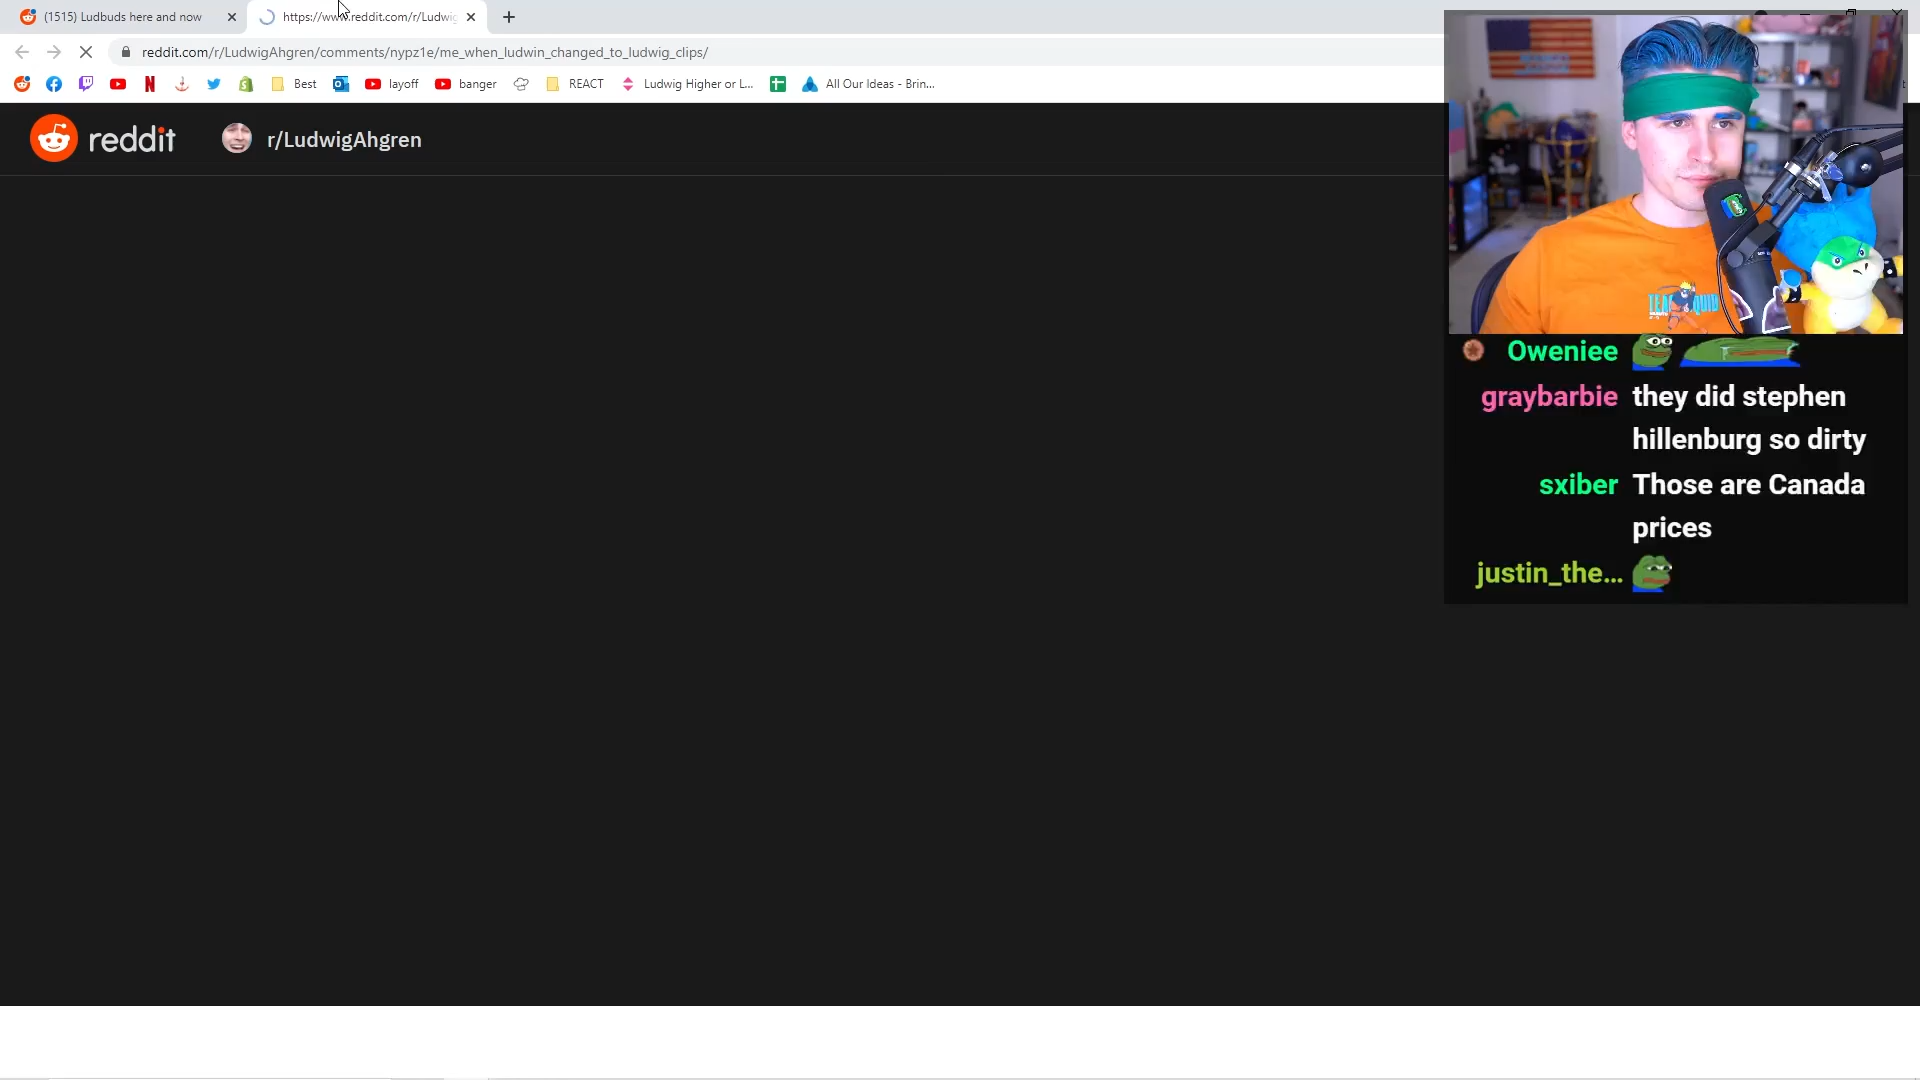 (1515) Ludbuds here and now
https://www.reddit.com/r/Ludwig
reddit.com/r/LudwigAhgren/comments/nypz1e/me_when_ludwin_changed_to_ludwig_clips/
Best
layoff
banger
REACT
Ludwig Higher or L...
All Our Ideas - Brin...
reddit
r/LudwigAhgren
Oweniee
graybarbie they did stephen
hillenburg so dirty
sxiber Those are Canada
prices
justin_the...